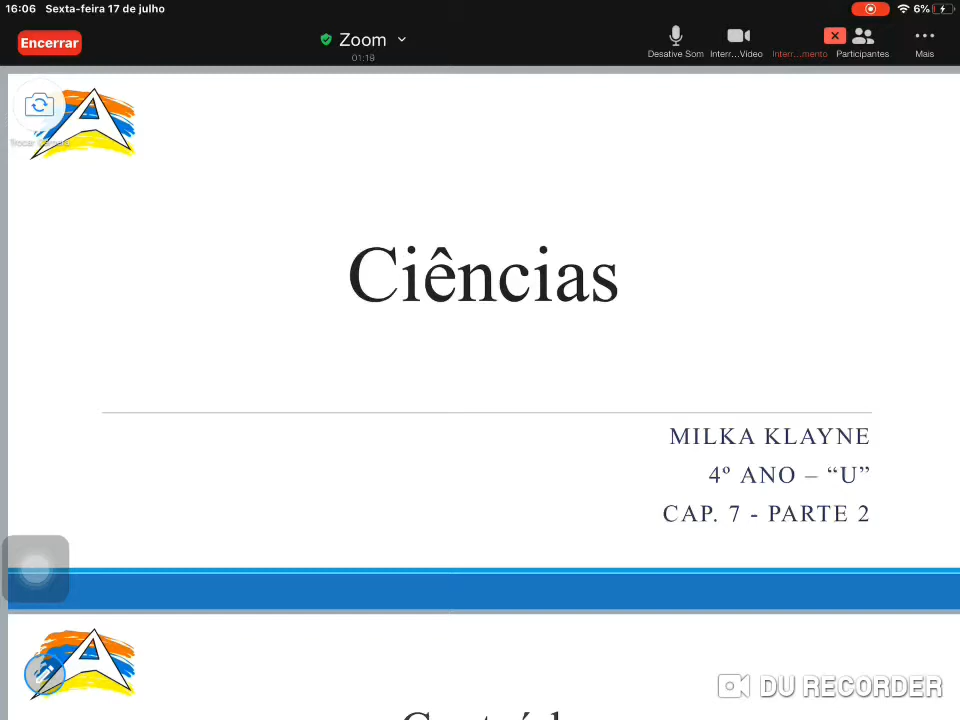 16:06 Sexta-feira 17 de julho
6%
Encerrar
Zoom
01:19
Desative Som
Interr...Vídeo
Interr...mento
Participantes
Mais
Trocar
Ciências
MILKA KLAYNE
4º ANO – “U”
CAP. 7 - PARTE 2
DU RECORDER